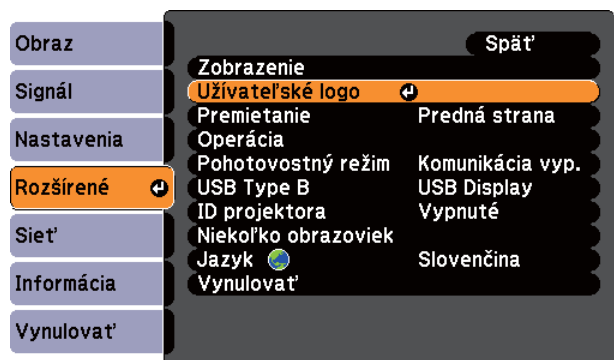 Obraz
Signál
Nastavenia
Rozšírené
Sieť
Informácia
Vynulovať
Späť
Zobrazenie
Užívateľské logo
Premietanie Predná strana
Operácia
Pohotovostný režim Komunikácia vyp.
USB Type B USB Display
ID projektora Vypnuté
Niekoľko obrazoviek
Jazyk Slovenčina
Vynulovať